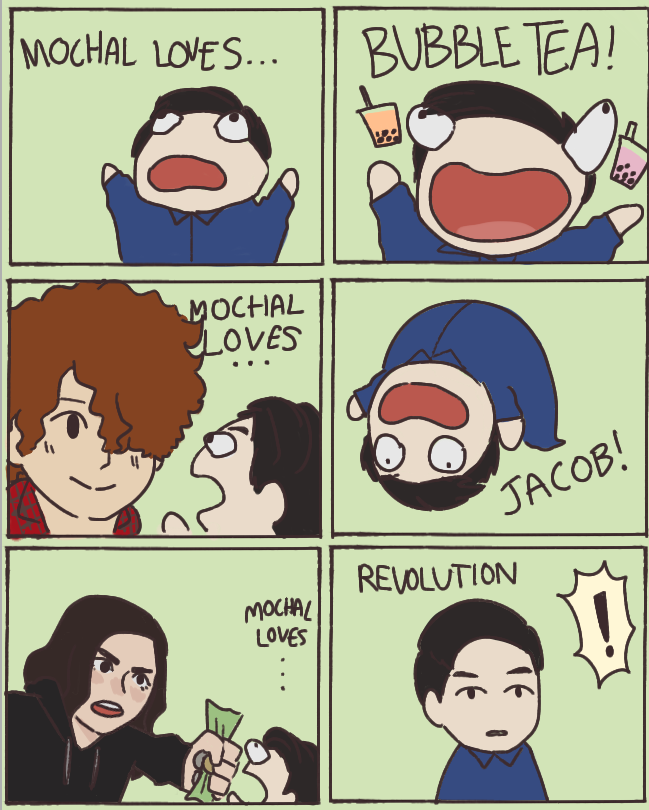 MOCHAL LOVES...
BUBBLE TEA!
MOCHAL
LOVES
...
JACOB!
MOCHAL
LOVES
...
REVOLUTION
!